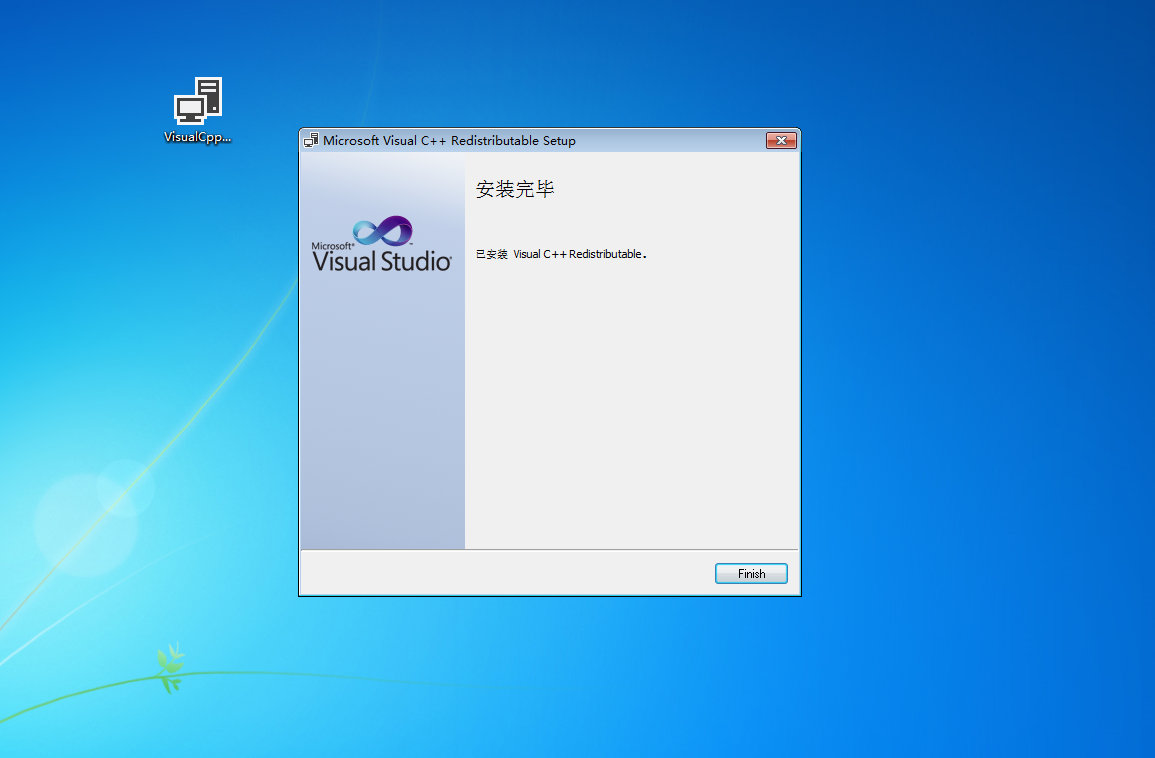 VisualCpp...
Microsoft Visual C++ Redistributable Setup
安装完毕
Microsoft®
Visual Studio®
已安装 Visual C++ Redistributable.
Finish